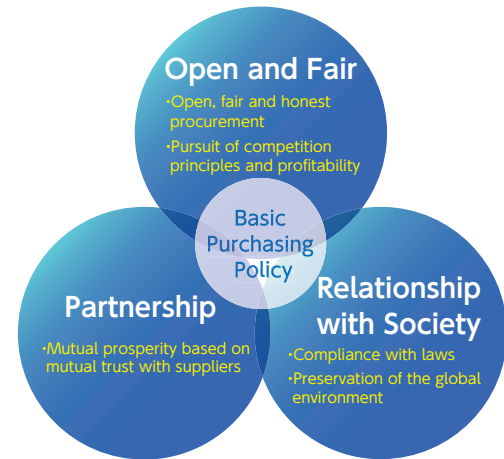 Open and Fair
・Open, fair and honest
procurement
・Pursuit of competition
principles and profitability
Basic
Purchasing
Policy
Partnership
・Mutual prosperity based on
mutual trust with suppliers
Relationship
with Society
・Compliance with laws
・Preservation of the global
environment